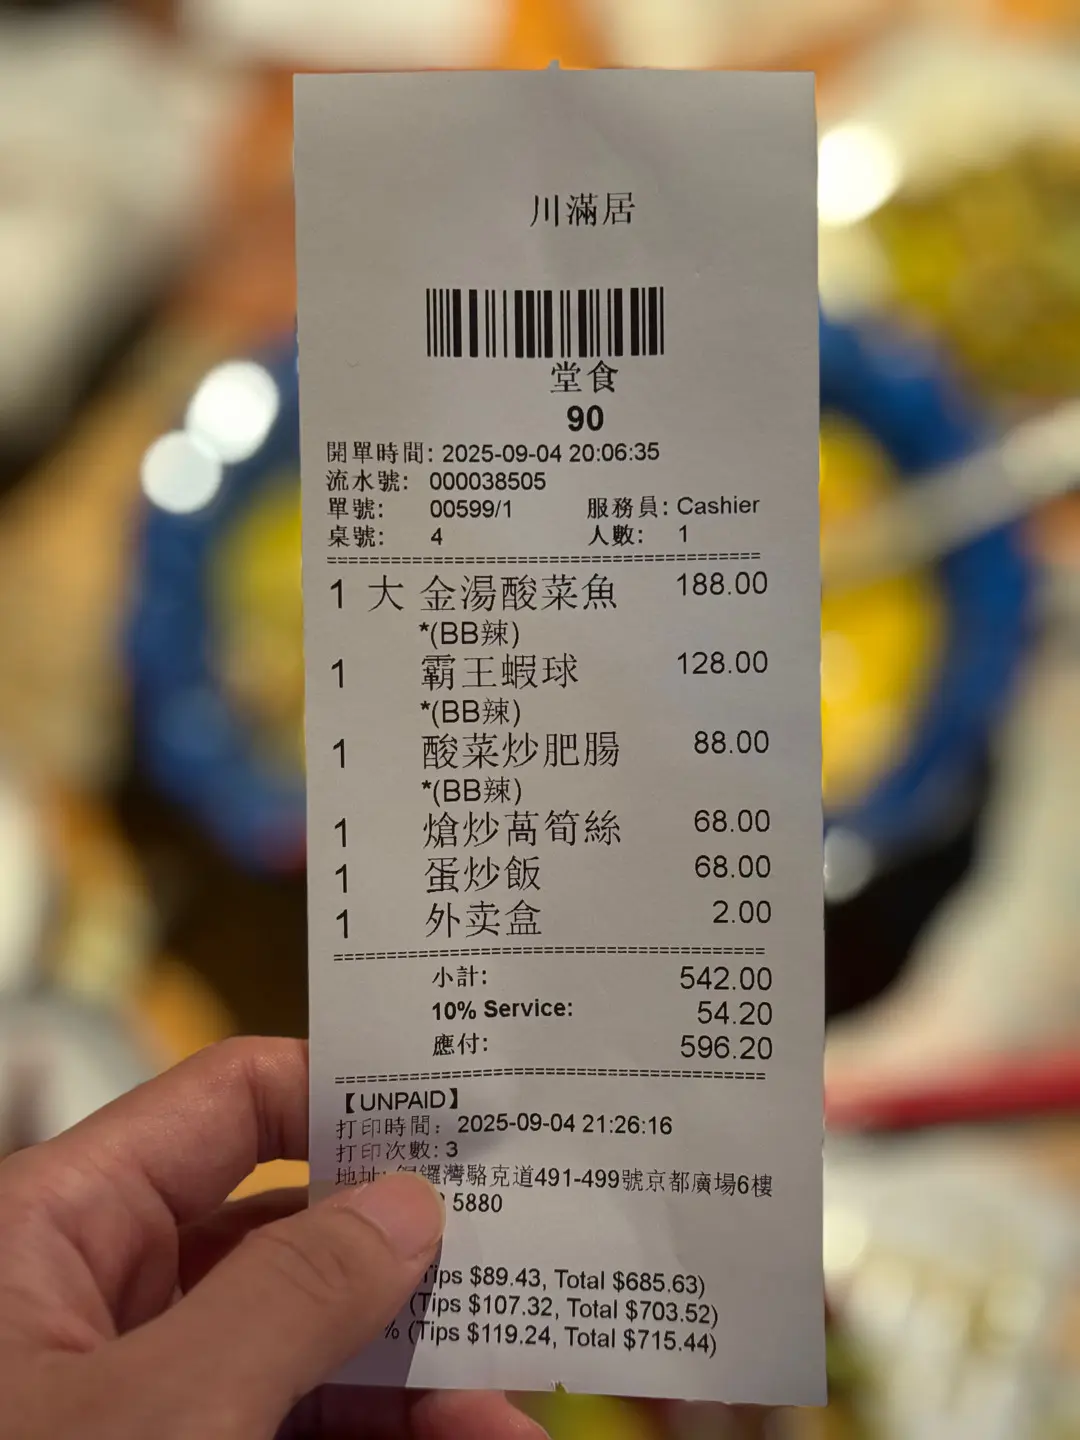 川滿居
堂食
90
開單時間: 2025-09-04 20:06:35
流水號: 000038505
單號: 00599/1 服務員: Cashier
桌號: 4 人數: 1
1 大 金湯酸菜魚 188.00
*(BB辣)
1 霸王蝦球 128.00
*(BB辣)
1 酸菜炒肥腸 88.00
*(BB辣)
1 熗炒萵筍絲 68.00
1 蛋炒飯 68.00
1 外卖盒 2.00
小計: 542.00
10% Service: 54.20
應付: 596.20
【UNPAID】
打印時間: 2025-09-04 21:26:16
打印次數: 3
地址: 鑼灣駱克道491-499號京都廣場6樓
5880
Tips $89.43, Total $685.63)
(Tips $107.32, Total $703.52)
% (Tips $119.24, Total $715.44)